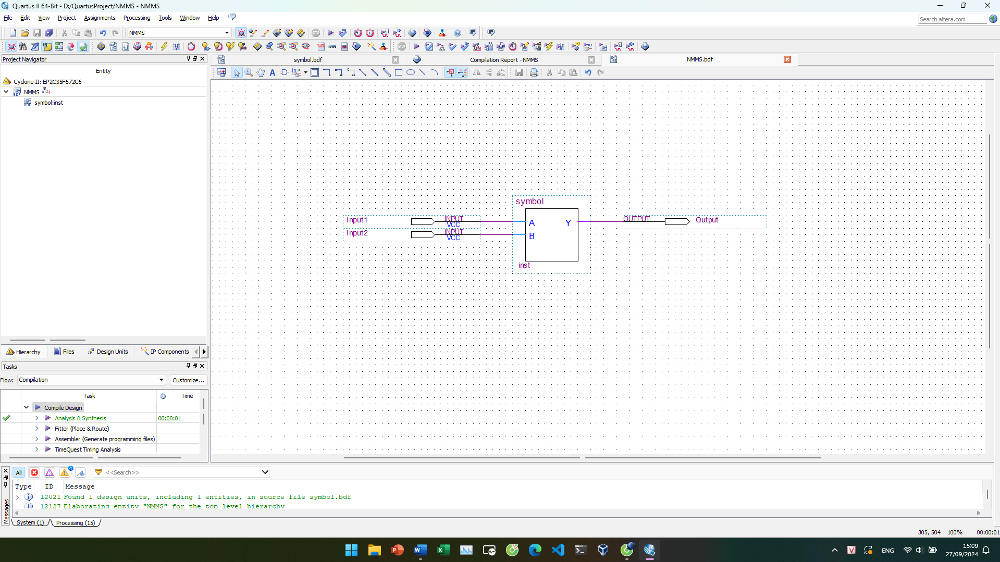 Quartus II 64-Bit - D:/QuartusProject/NMMS - NMMS
File Edit View Project Assignments Processing Tools Window Help
Search altera.com
NMMS
Project Navigator
symbol.bdf
Compilation Report - NMMS
NMMS.bdf
Entity
Cyclone II: EP2C35F672C6
NMMS
symbol:inst
symbol
Input1
INPUT
VCC
A
Y
OUTPUT
Output
Input2
INPUT
VCC
B
inst
Hierarchy Files Design Units IP Components
Tasks
Flow: Compilation Customize...
Task Time
Compile Design
Analysis & Synthesis 00:00:01
Fitter (Place & Route)
Assembler (Generate programming files)
TimeQuest Timing Analysis
All 4 <<Search>>
Type ID Message
12021 Found 1 design units, including 1 entities, in source file symbol.bdf
12127 Elaborating entity "NMMS" for the top level hierarchy
Messages
System (1) Processing (15)
305, 504 100% 00:00:01
ENG
15:09
27/09/2024